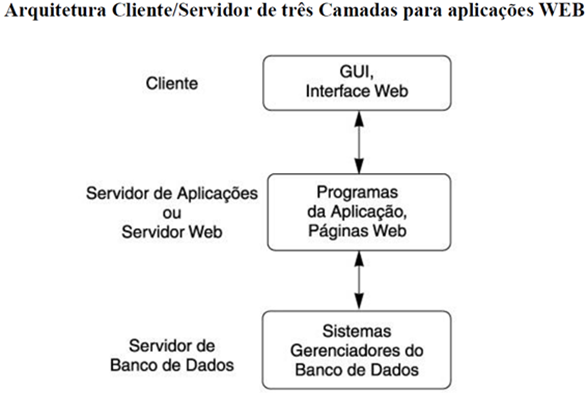 Arquitetura Cliente/Servidor de três Camadas para aplicações WEB
Cliente
GUI,
Interface Web
Servidor de Aplicações
ou
Servidor Web
Programas
da Aplicação,
Páginas Web
Servidor de
Banco de Dados
Sistemas
Gerenciadores do
Banco de Dados